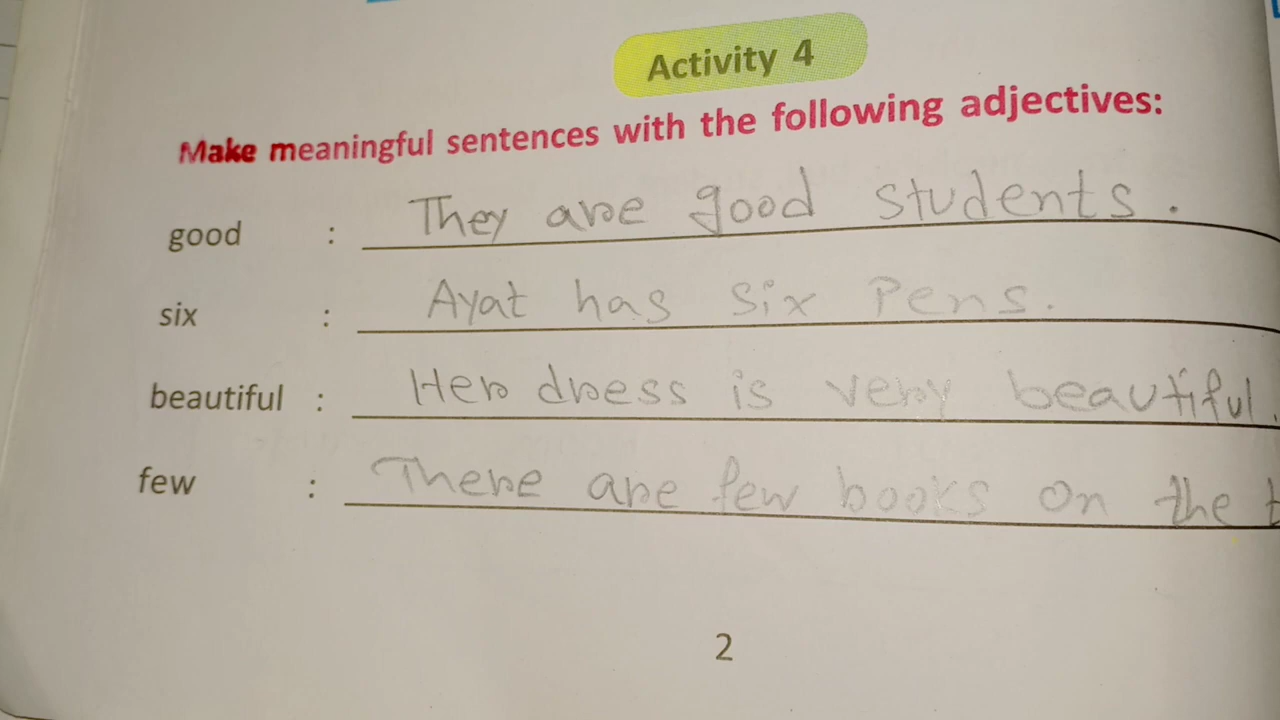 Activity 4
Make meaningful sentences with the following adjectives:
good : They are good students.
six : Ayat has six Pens.
beautiful : Her dress is very beautiful.
few : There are few books on the
2